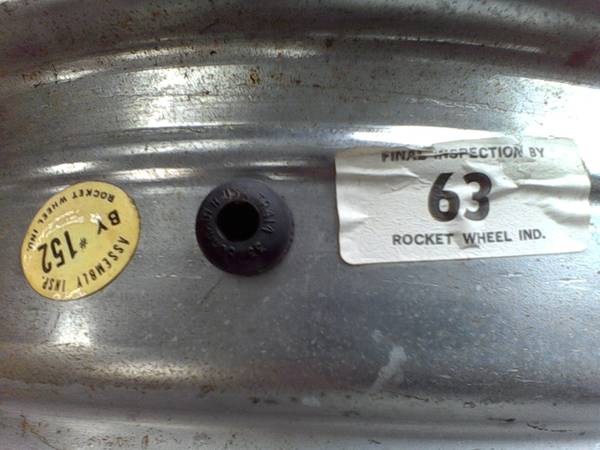 ASSEMBLY INSP.
BY #152
ROCKET WHEEL IND.
FINAL INSPECTION BY
63
ROCKET WHEEL IND.